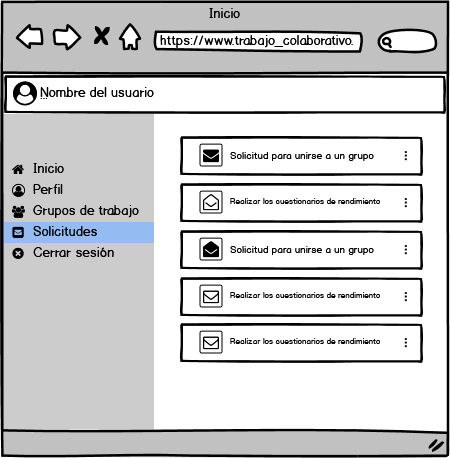 Inicio
https://www.trabajo_colaborativo.
Nombre del usuario
Inicio
Perfil
Grupos de trabajo
Solicitudes
Cerrar sesión
Solicitud para unirse a un grupo
Realizar los cuestionarios de rendimiento
Solicitud para unirse a un grupo
Realizar los cuestionarios de rendimiento
Realizar los cuestionarios de rendimiento